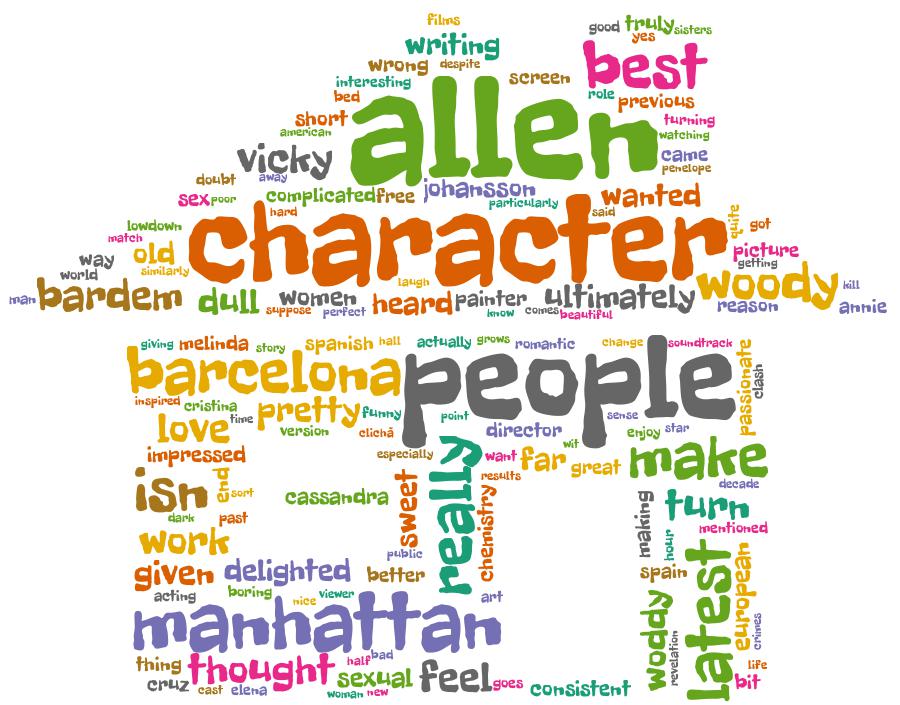 films
good truly sisters
writing yes
wrong despite best
interesting screen
bed allen role previous
short turning
american watching
vicky came
doubt away penelope
sex poor complicated free johansson particularly wanted
hard said quite
lowdown character got
match
way old picture
world similarly getting
man bardem dull women laugh heard painter ultimately woody kill
suppose perfect know comes beautiful reason annie
giving melinda story spanish hall actually grows romantic change soundtrack
barcelona people passionate clash
inspired cristina time pretty funny point sense
love version clichã director enjoy star
impressed especially really want far wit great make
isn end sort cassandra sweet results decade
dark past chemistry making turn
work public hour mentioned
given delighted better spain latest european
acting boring nice viewer art woddy crimes
manhattan revelation
thing thought half bad life
cruz cast elena sexual feel goes bit
woman new consistent